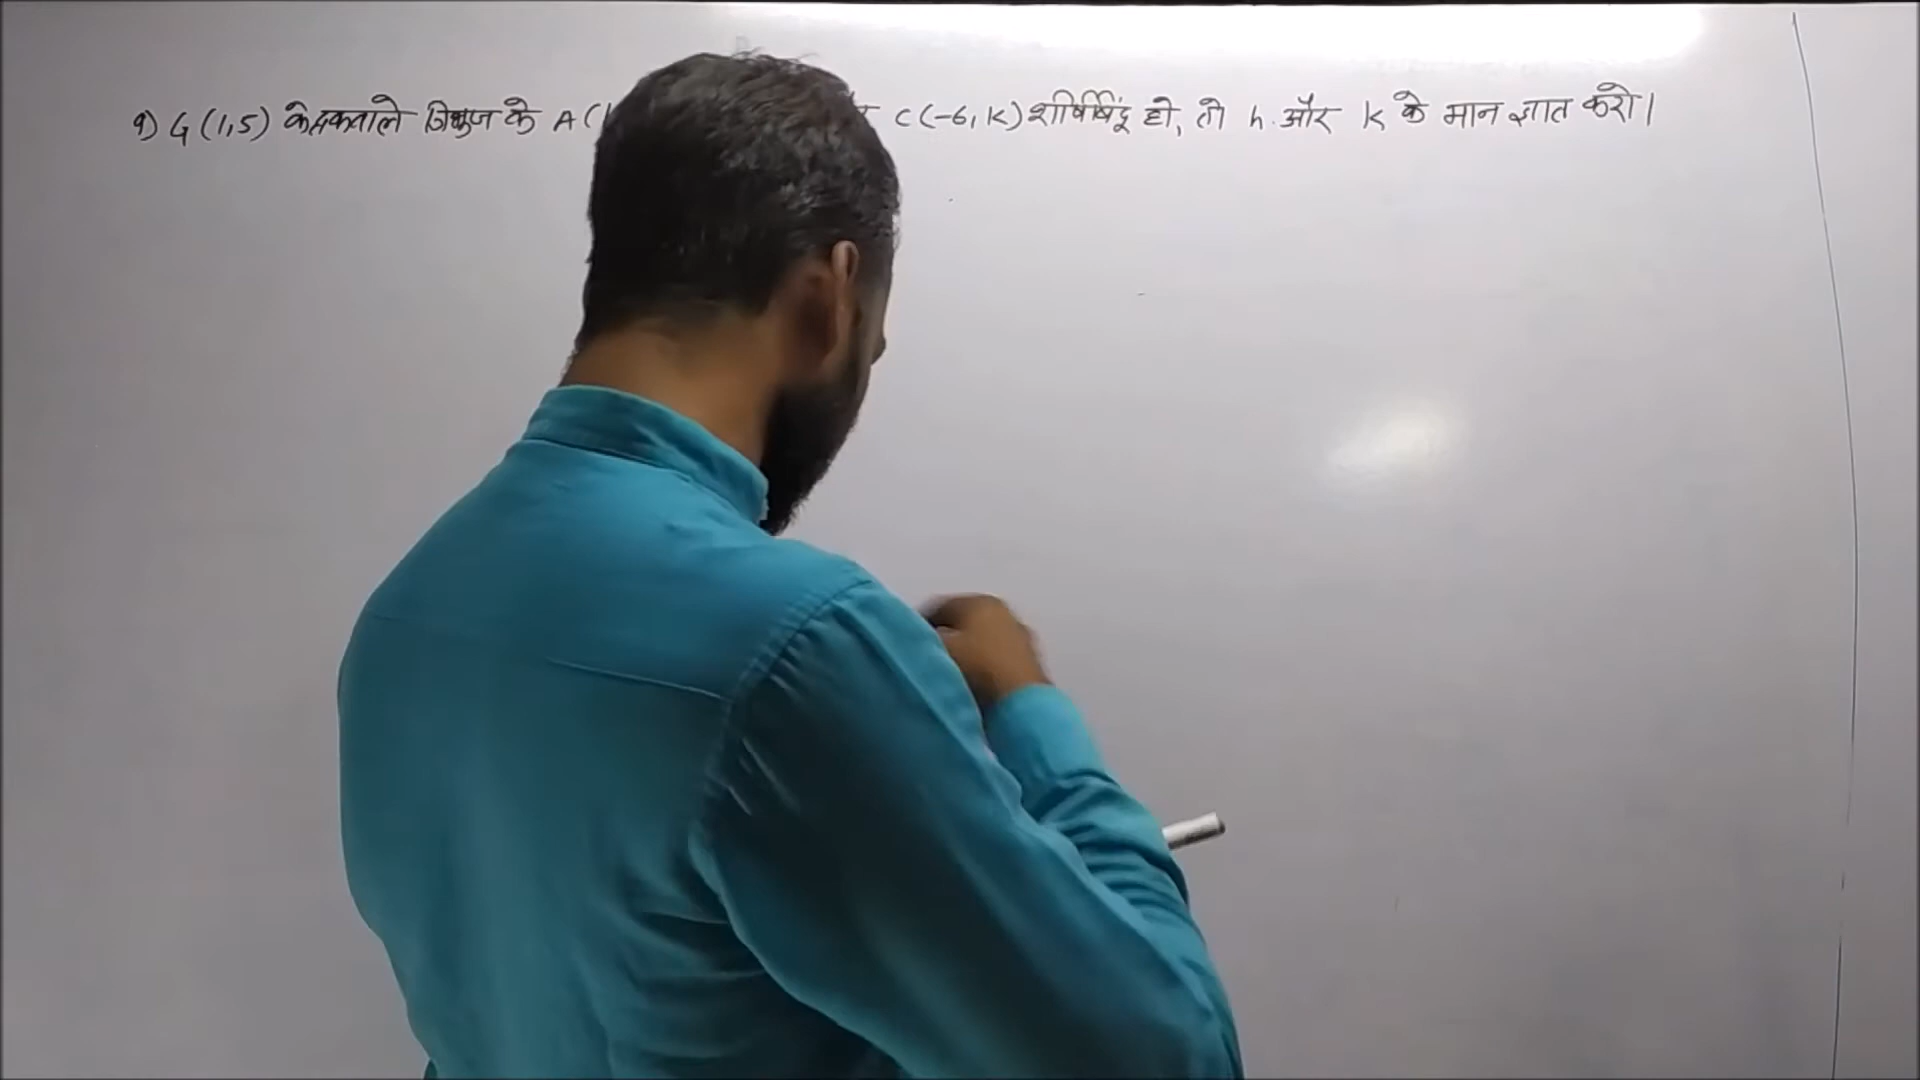 9) G (1,5) केंद्रकवाले त्रिभुज के A ( C (-6, k) शीर्षबिंदू हो, तो h और k के मान ज्ञात करो।